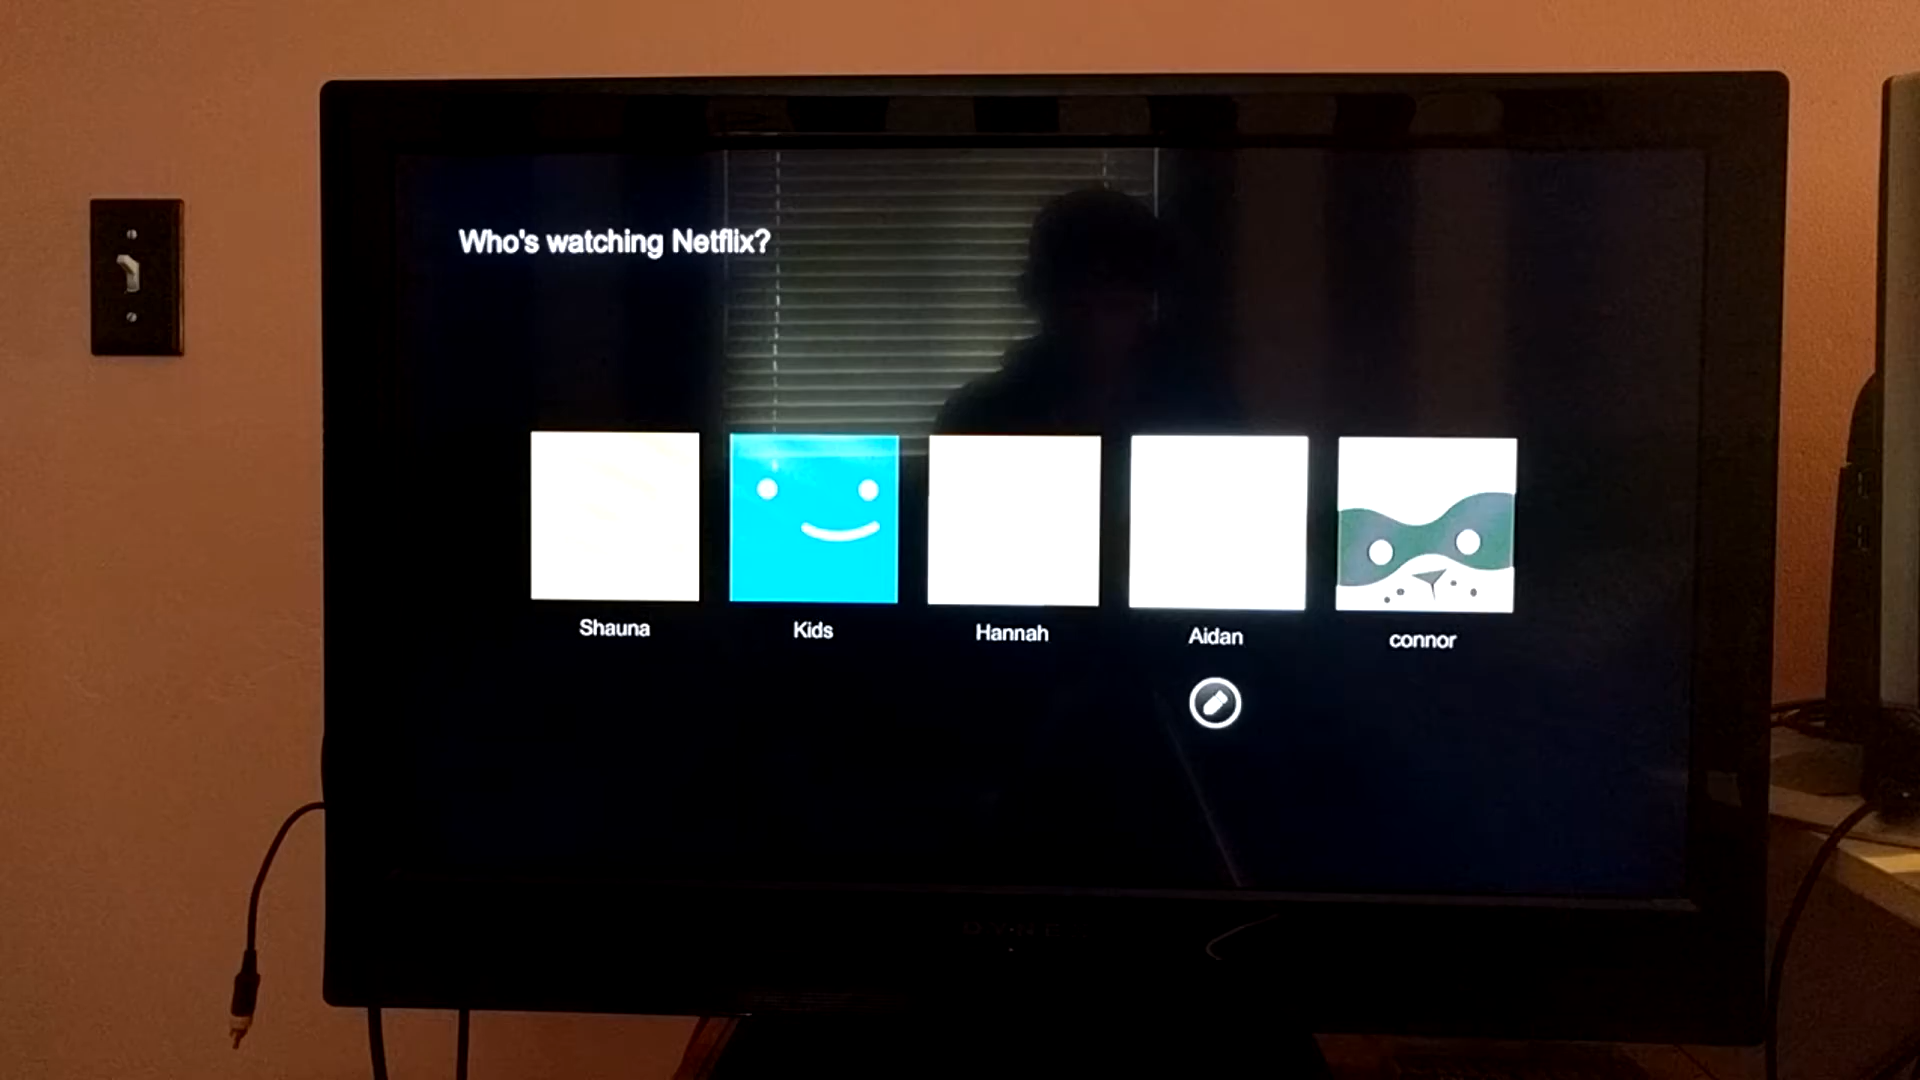 Who's watching Netflix?
Shauna
Kids
Hannah
Aidan
connor